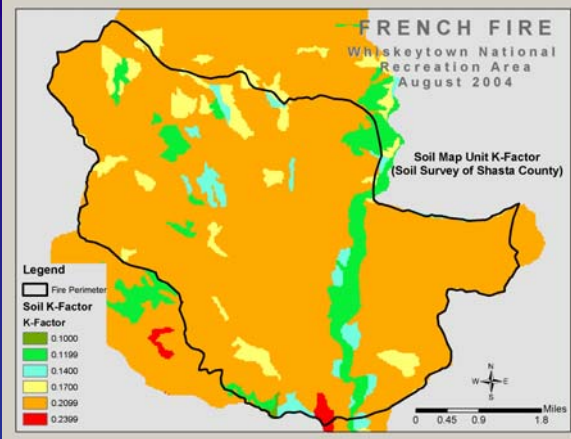 FRENCH FIRE
Whiskeytown National
Recreation Area
August 2004
Soil Map Unit K-Factor
(Soil Survey of Shasta County)
Legend
Fire Perimeter
Soil K-Factor
K-Factor
0.1000
0.1199
0.1400
0.1700
0.2099
0.2399
N
W E
S
Miles
0 0.45 0.9 1.8